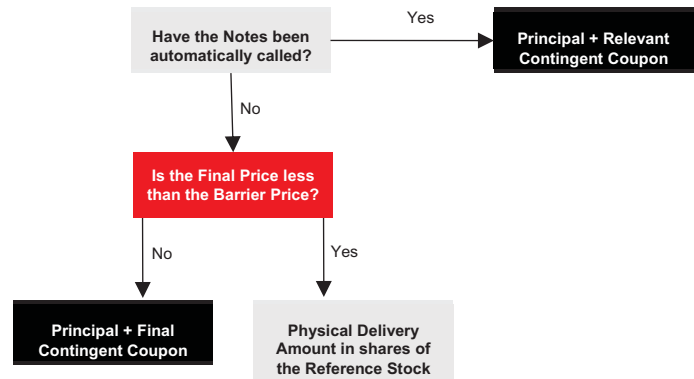 Have the Notes been
automatically called?
Yes
Principal + Relevant
Contingent Coupon
No
Is the Final Price less
than the Barrier Price?
No
Yes
Principal + Final
Contingent Coupon
Physical Delivery
Amount in shares of
the Reference Stock